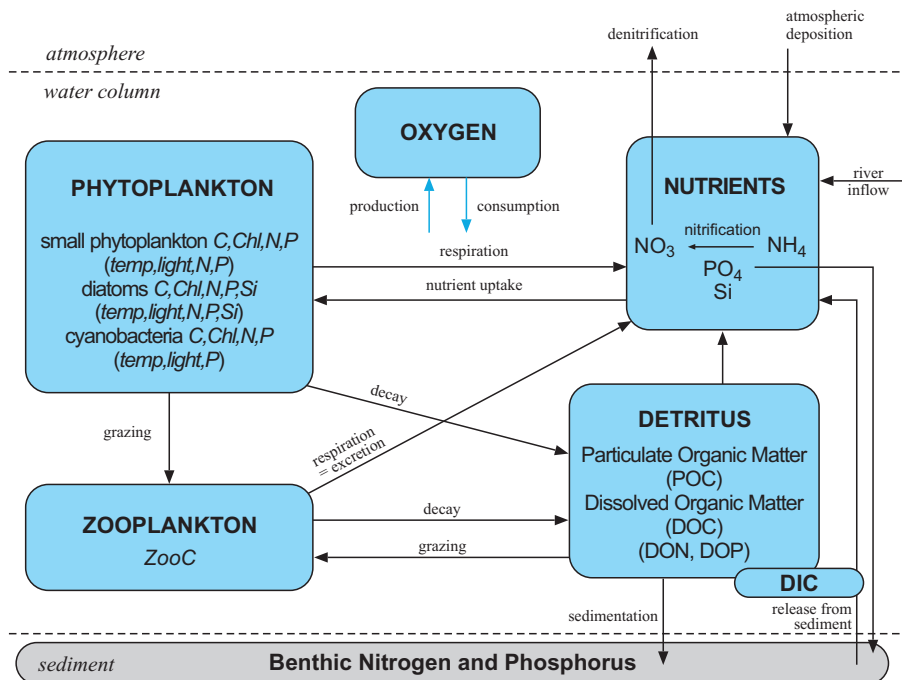 denitrification
atmospheric
deposition
atmosphere
water column
OXYGEN
production
consumption
PHYTOPLANKTON
small phytoplankton C,Chl,N,P
(temp,light,N,P)
diatoms C,Chl,N,P,Si
(temp,light,N,P,Si)
cyanobacteria C,Chl,N,P
(temp,light,P)
NUTRIENTS
nitrification
NO3
NH4
PO4
Si
river
inflow
respiration
nutrient uptake
decay
grazing
respiration
= excretion
DETRITUS
Particulate Organic Matter
(POC)
Dissolved Organic Matter
(DOC)
(DON, DOP)
ZOOPLANKTON
ZooC
decay
grazing
DIC
sedimentation
release from
sediment
sediment
Benthic Nitrogen and Phosphorus